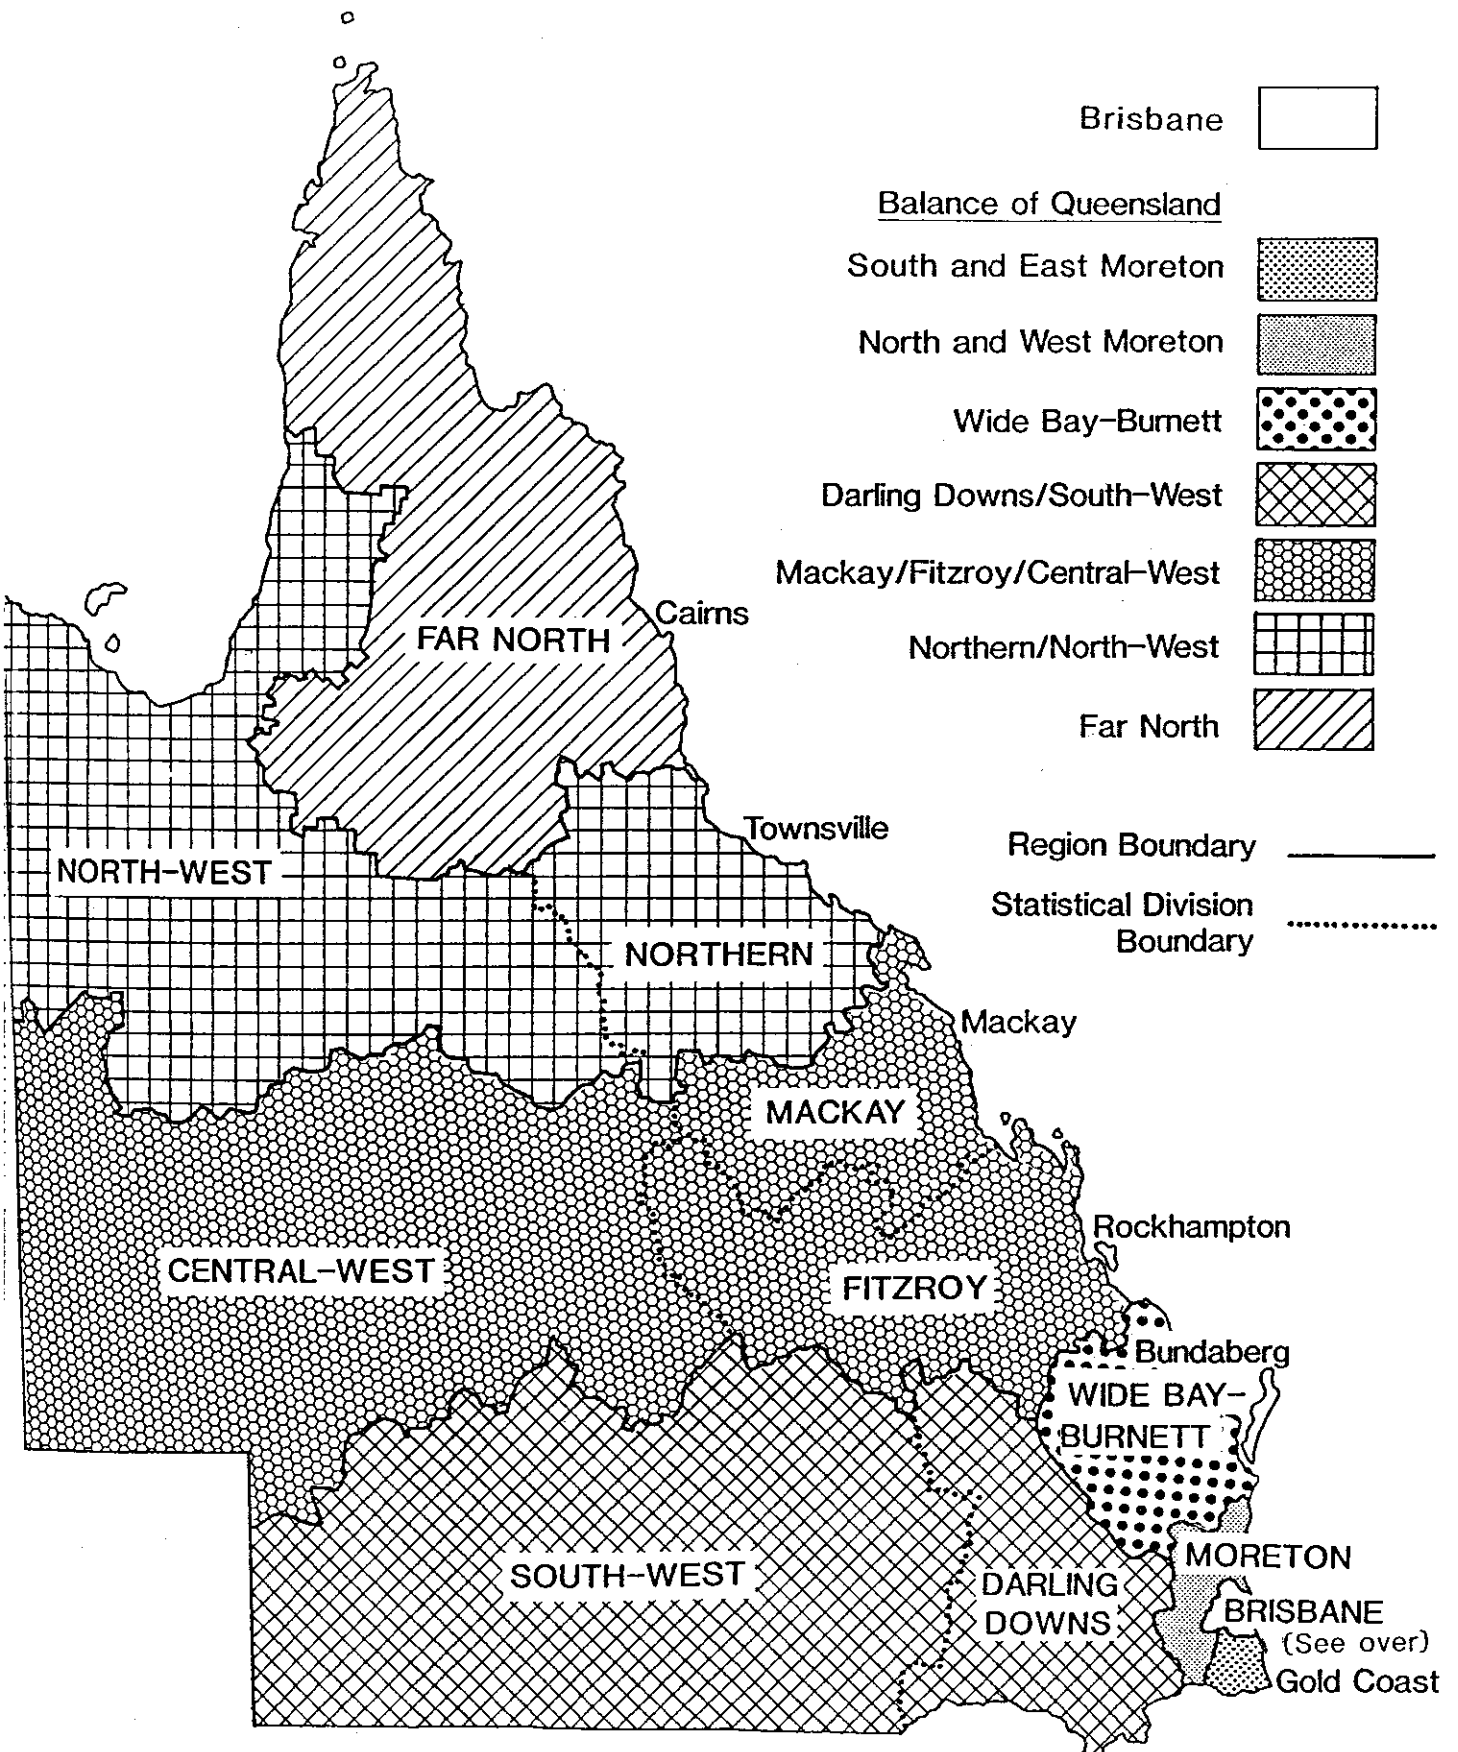 Brisbane
Balance of Queensland
South and East Moreton
North and West Moreton
Wide Bay–Burnett
Darling Downs/South–West
Mackay/Fitzroy/Central–West
Northern/North–West
Far North
Region Boundary
Statistical Division
Boundary
Cairns
FAR NORTH
Townsville
NORTH–WEST
NORTHERN
Mackay
MACKAY
Rockhampton
CENTRAL–WEST
FITZROY
Bundaberg
WIDE BAY–
BURNETT
MORETON
SOUTH–WEST
DARLING
DOWNS
BRISBANE
(See over)
Gold Coast